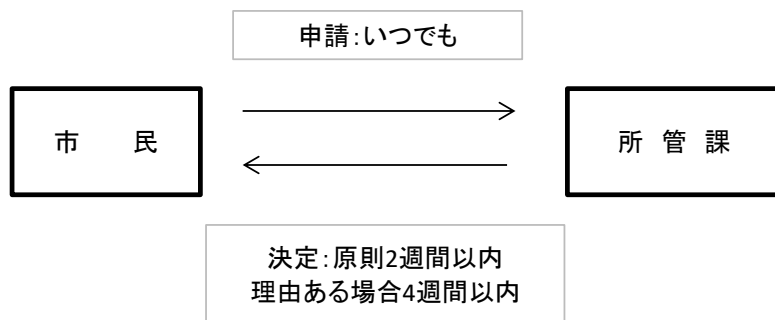 申請：いつでも
市　　民
所　管　課
決定：原則2週間以内
理由ある場合4週間以内